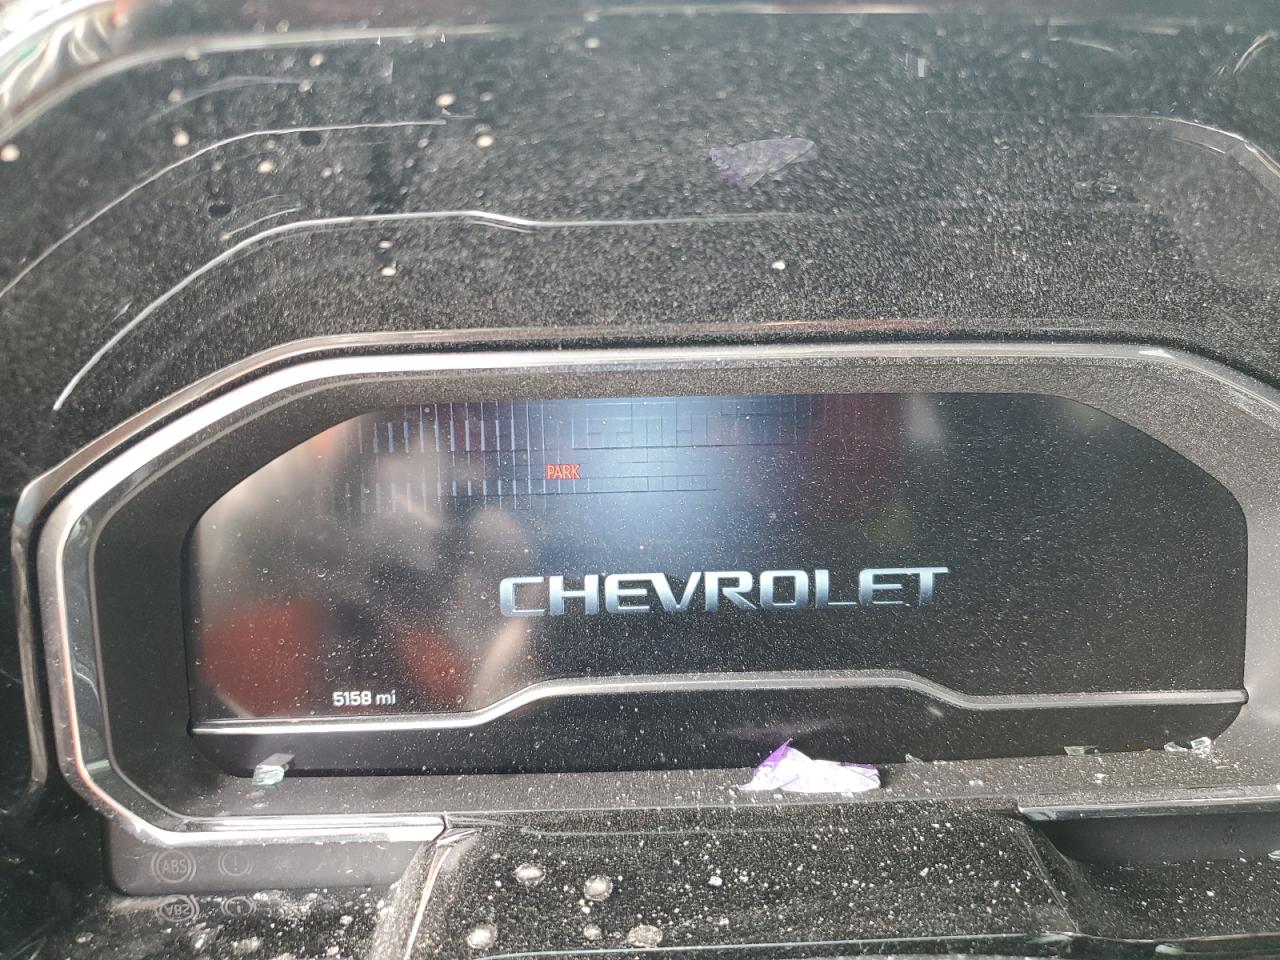 PARK
CHEVROLET
5158 mi
ABS
!